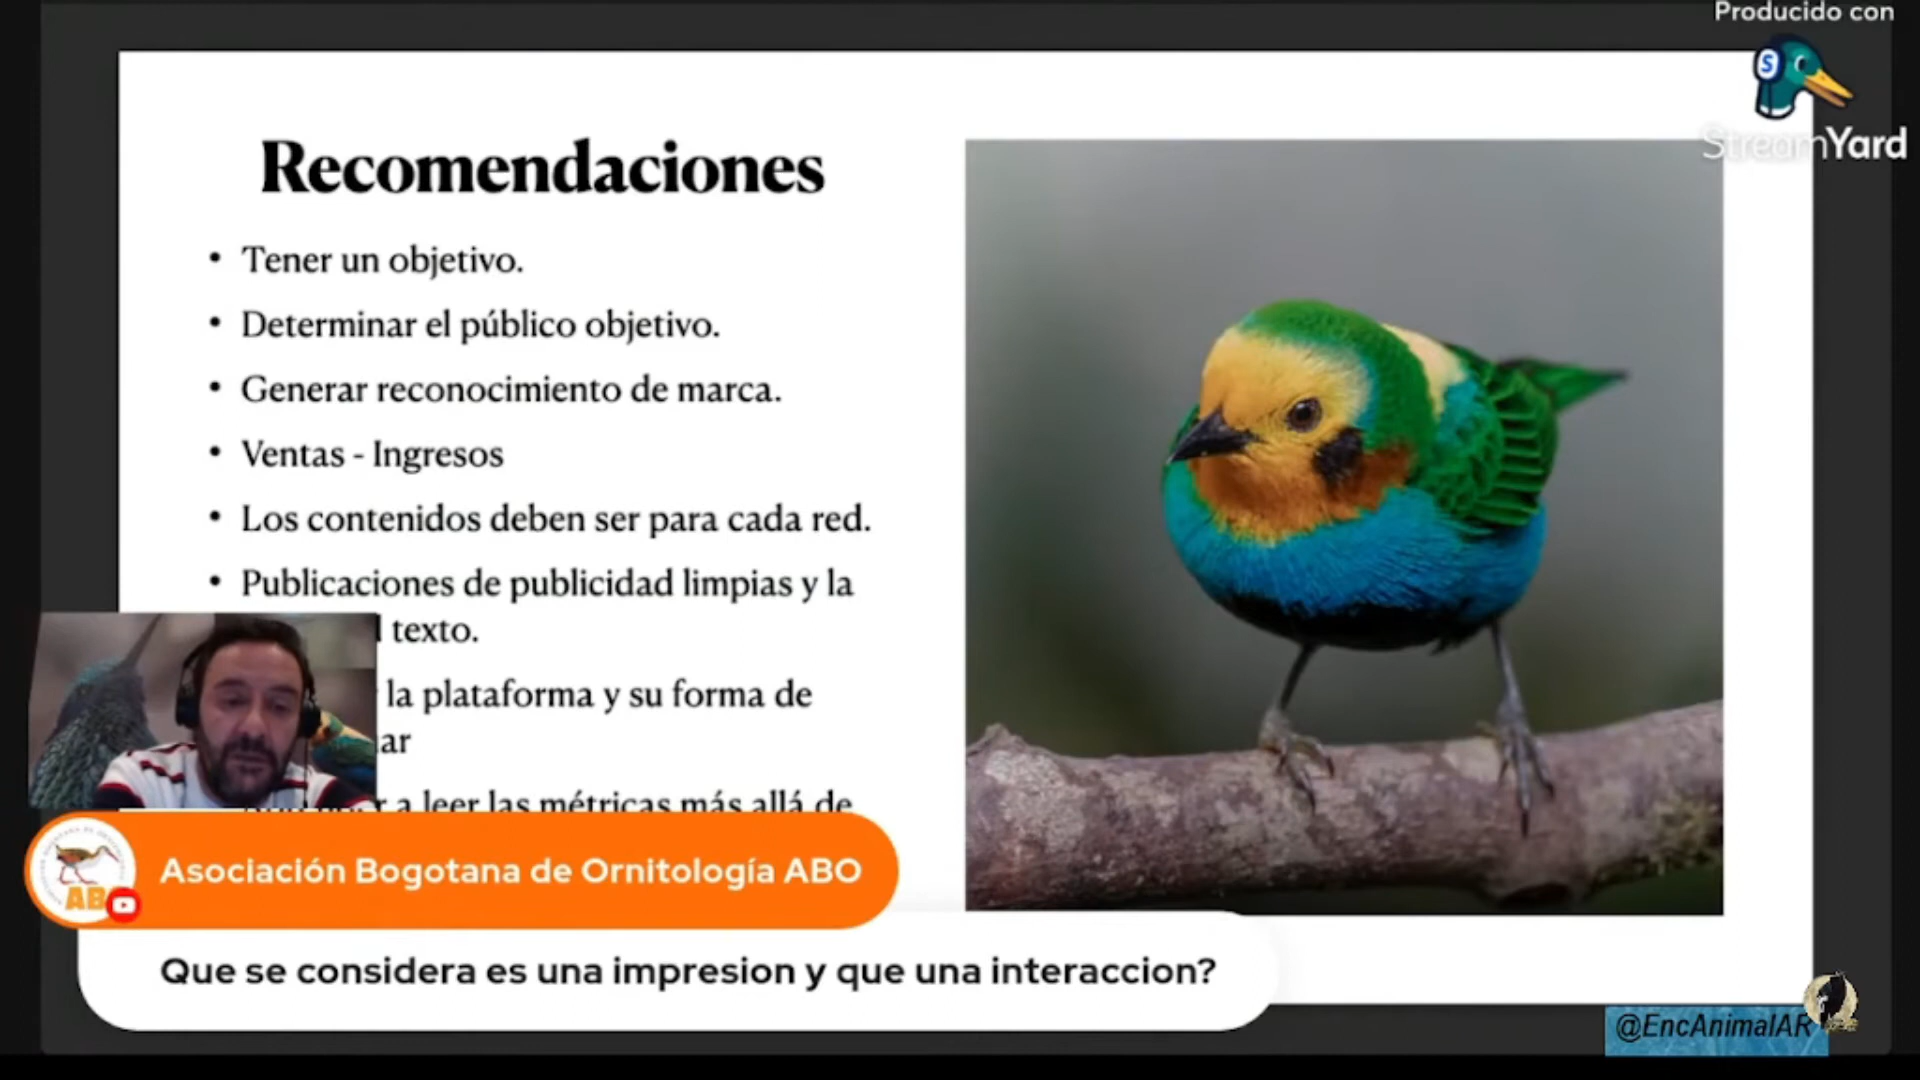 Producido con
StreamYard
Recomendaciones
• Tener un objetivo.
• Determinar el público objetivo.
• Generar reconocimiento de marca.
• Ventas - Ingresos
• Los contenidos deben ser para cada red.
• Publicaciones de publicidad limpias y la
texto.
la plataforma y su forma de
ar
a leer las métricas más allá de
Asociación Bogotana de Ornitología ABO
ABO
Que se considera es una impresion y que una interaccion?
@EncAnimalAR